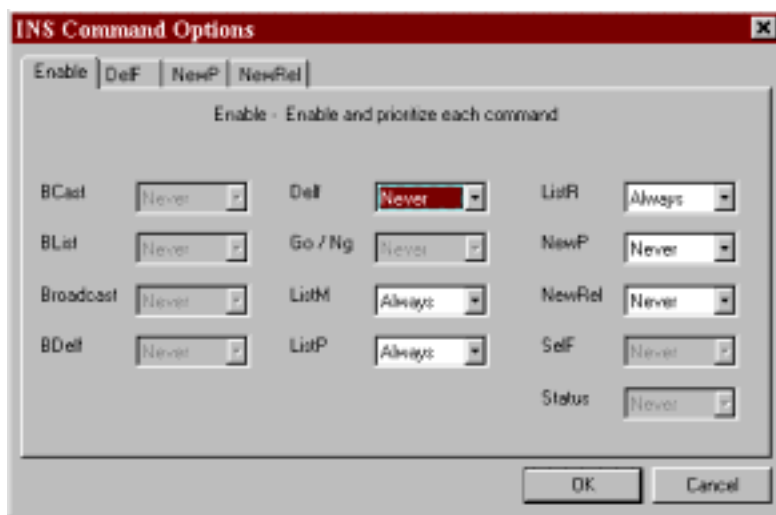 INS Command Options
Enable DelF NewP NewRel
Enable - Enable and prioritize each command
BCast Never Delf Never ListR Always
BList Never Go / Ng Never NewP Never
Broadcast Never ListM Always NewRel Never
BDelf Never ListP Always SelF Never
Status Never
OK Cancel